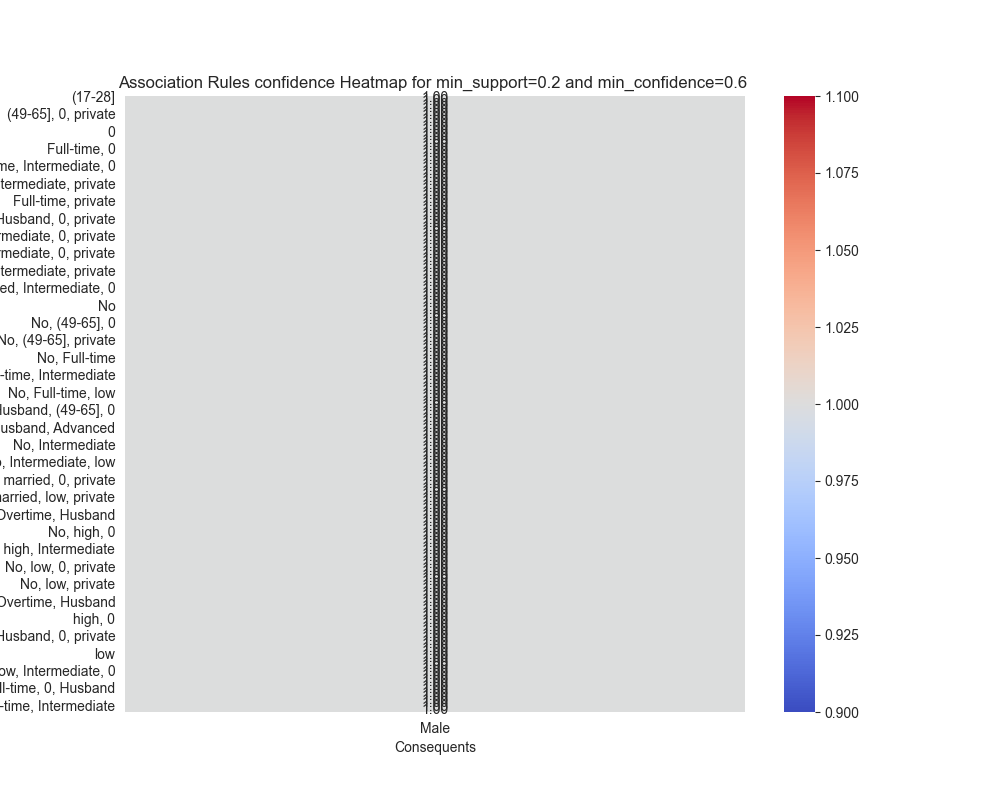 Association Rules confidence Heatmap for min_support=0.2 and min_confidence=0.6
(17-28]
(49-65], 0, private
0
Full-time, 0
me, Intermediate, 0
termediate, private
Full-time, private
Husband, 0, private
rmediate, 0, private
rmediate, 0, private
termediate, private
ed, Intermediate, 0
No
No, (49-65], 0
No, (49-65], private
No, Full-time
-time, Intermediate
No, Full-time, low
Husband, (49-65], 0
usband, Advanced
No, Intermediate
, Intermediate, low
married, 0, private
arried, low, private
Overtime, Husband
No, high, 0
high, Intermediate
No, low, 0, private
No, low, private
Overtime, Husband
high, 0
Husband, 0, private
low
ow, Intermediate, 0
ll-time, 0, Husband
-time, Intermediate
1.00
Male
Consequents
1.100
1.075
1.050
1.025
1.000
0.975
0.950
0.925
0.900